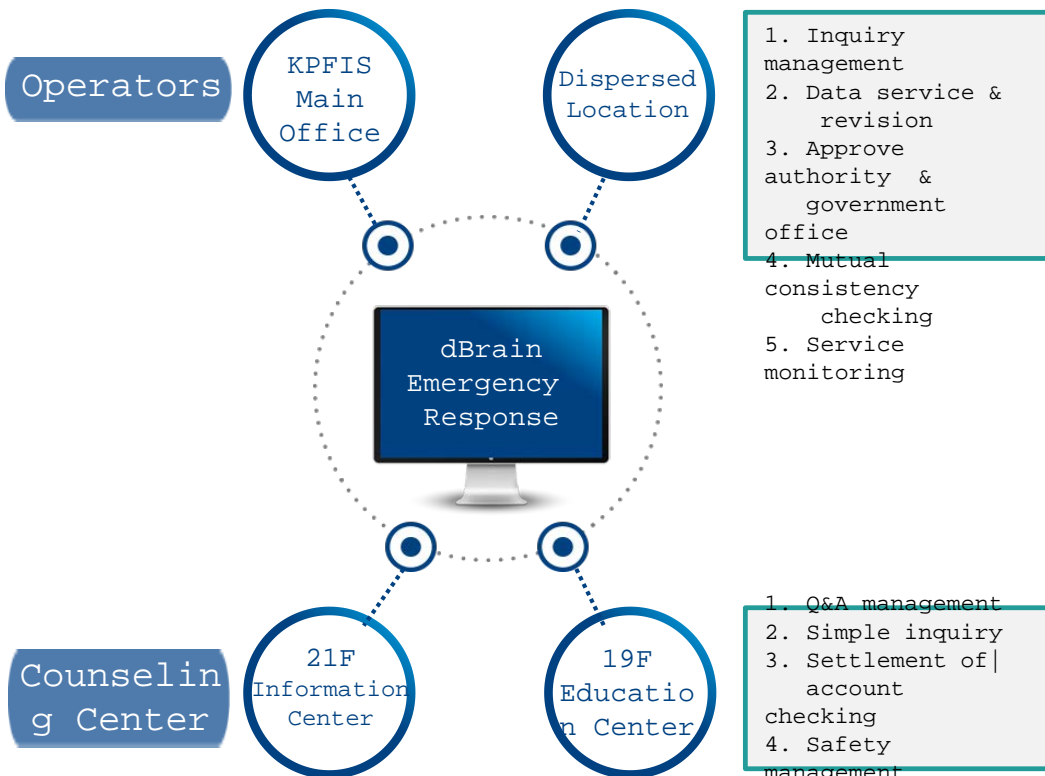 Operators
KPFIS
Main
Office
Dispersed
Location
1. Inquiry
management
2. Data service &
revision
3. Approve
authority &
government
office
4. Mutual
consistency
checking
5. Service
monitoring
dBrain
Emergency
Response
Counselin
g Center
21F
Information
Center
19F
Educatio
n Center
1. Q&A management
2. Simple inquiry
3. Settlement of|
account
checking
4. Safety
management